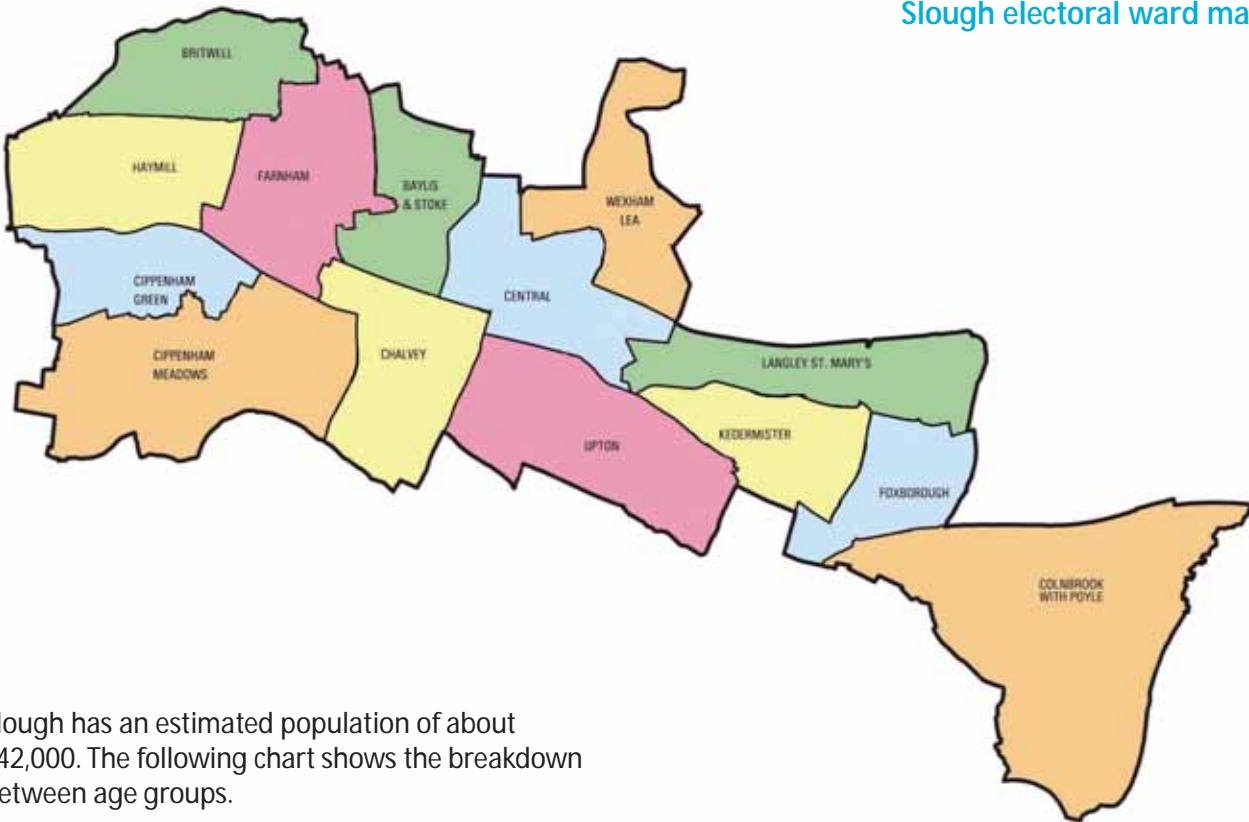 Slough electoral ward ma
BRITWELL
HAYMILL
FARNHAM
BAYLIS
& STOKE
WEXHAM
LEA
CIPPENHAM
GREEN
CENTRAL
CIPPENHAM
MEADOWS
CHALVEY
LANGLEY ST. MARY'S
KEDERMISTER
UPTON
FOXBOROUGH
COLNBROOK
WITH POYLE
lough has an estimated population of about
42,000. The following chart shows the breakdown
etween age groups.